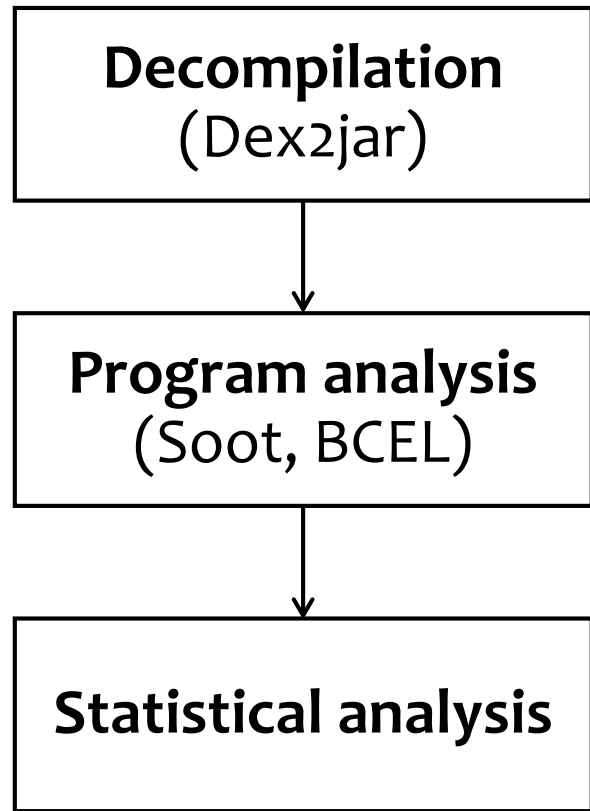 Decompilation
(Dex2jar)
Program analysis
(Soot, BCEL)
Statistical analysis